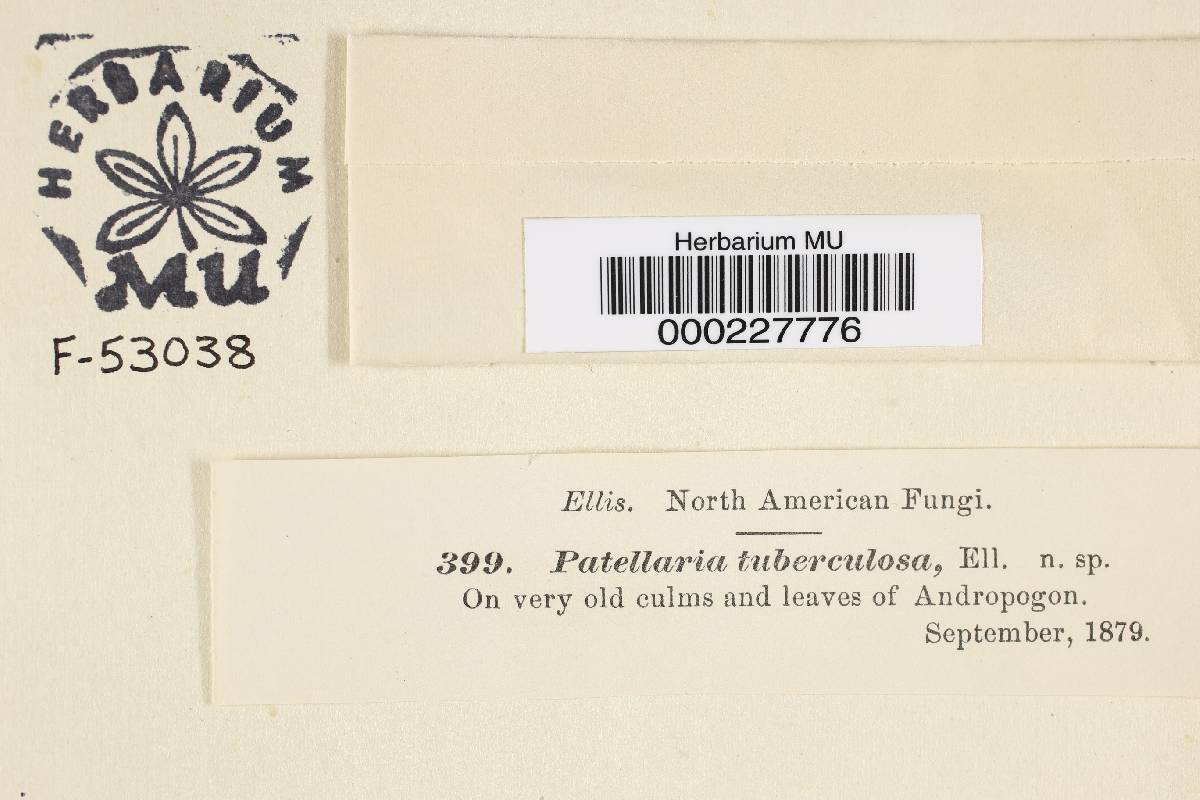 HERBARIUM
MU
F-53038
Herbarium MU
000227776
Ellis. North American Fungi.
399. Patellaria tuberculosa, Ell. n. sp.
On very old culms and leaves of Andropogon.
September, 1879.